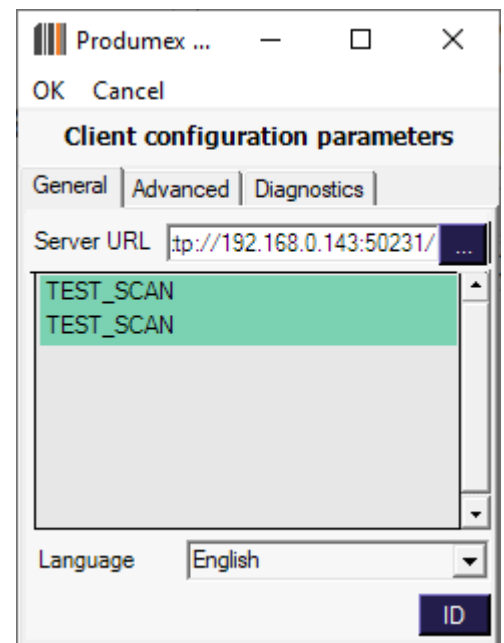 Produmex ...
OK Cancel
Client configuration parameters
General Advanced Diagnostics
Server URL tp://192.168.0.143:50231/ ...
TEST_SCAN
TEST_SCAN
Language English
ID